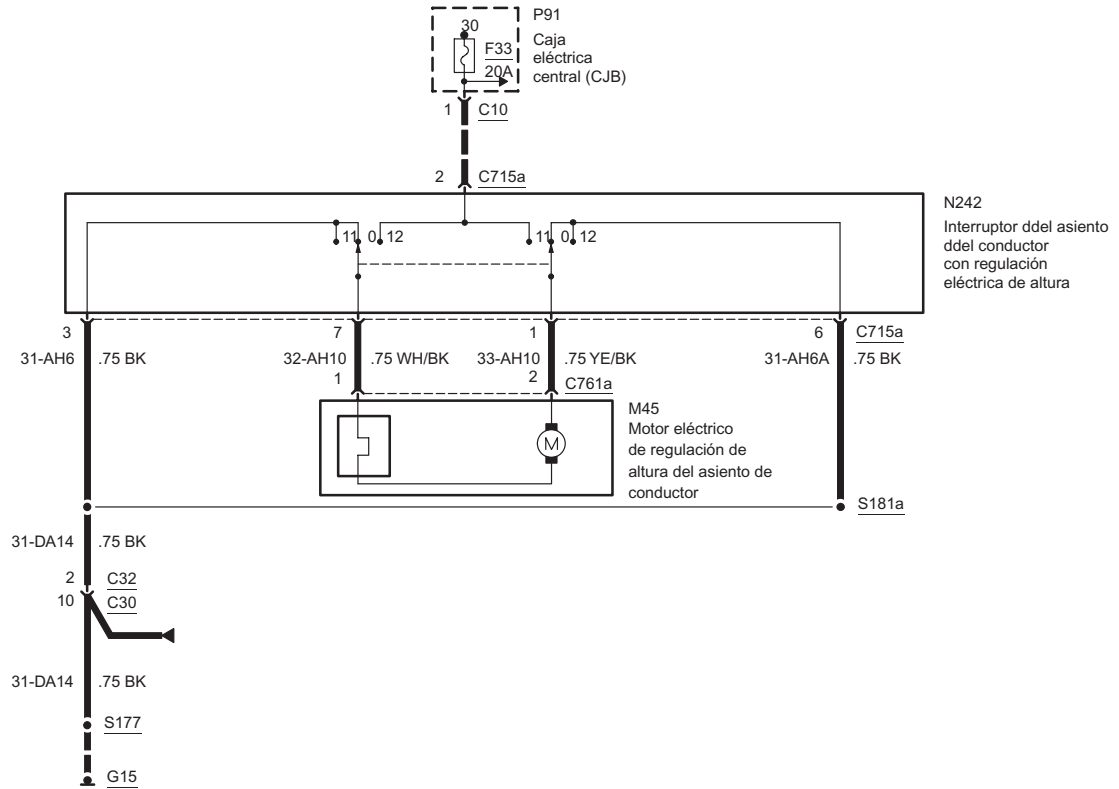 P91
30
Caja
F33
eléctrica
20A
central (CJB)
1 C10
2 C715a
N242
Interruptor ddel asiento
ddel conductor
con regulación
eléctrica de altura
11 0 12
11 0 12
3 7 1 6 C715a
31-AH6 .75 BK 32-AH10 .75 WH/BK 33-AH10 .75 YE/BK 31-AH6A .75 BK
1 2 C761a
M45
Motor eléctrico
de regulación de
altura del asiento de
conductor
M
S181a
31-DA14 .75 BK
2 C32
10 C30
31-DA14 .75 BK
S177
G15